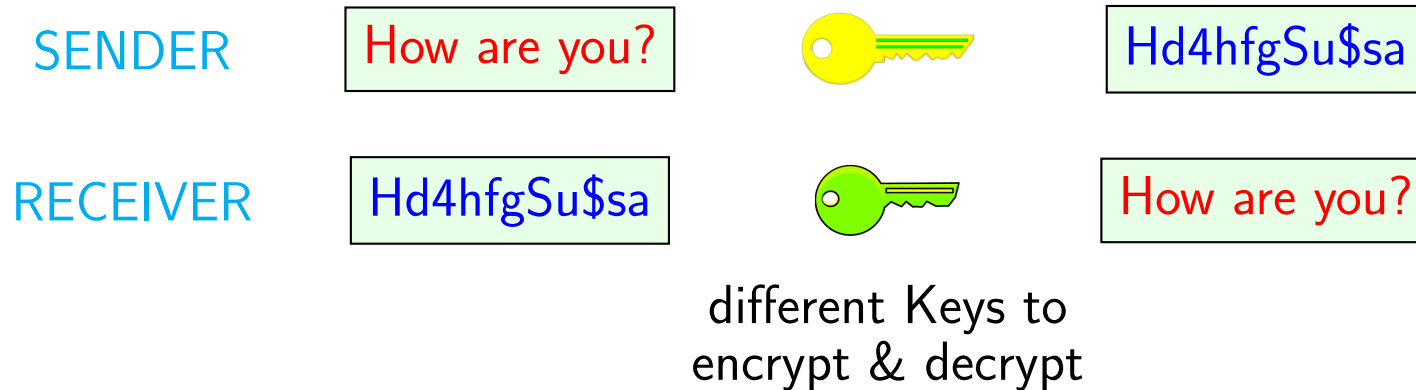 SENDER How are you? Hd4hfgSu$sa
RECEIVER Hd4hfgSu$sa How are you?
different Keys to
encrypt & decrypt